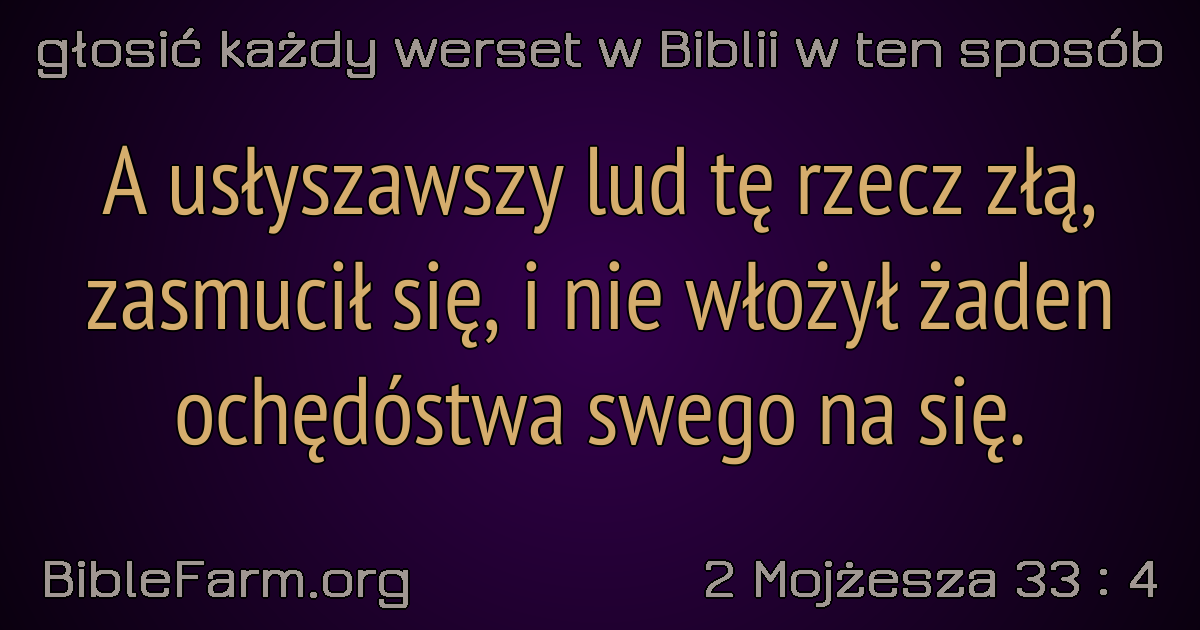 głosić każdy werset w Biblii w ten sposób
A usłyszawszy lud tę rzecz złą,
zasmucił się, i nie włożył żaden
ochędóstwa swego na się.
BibleFarm.org
2 Mojżesza 33 : 4